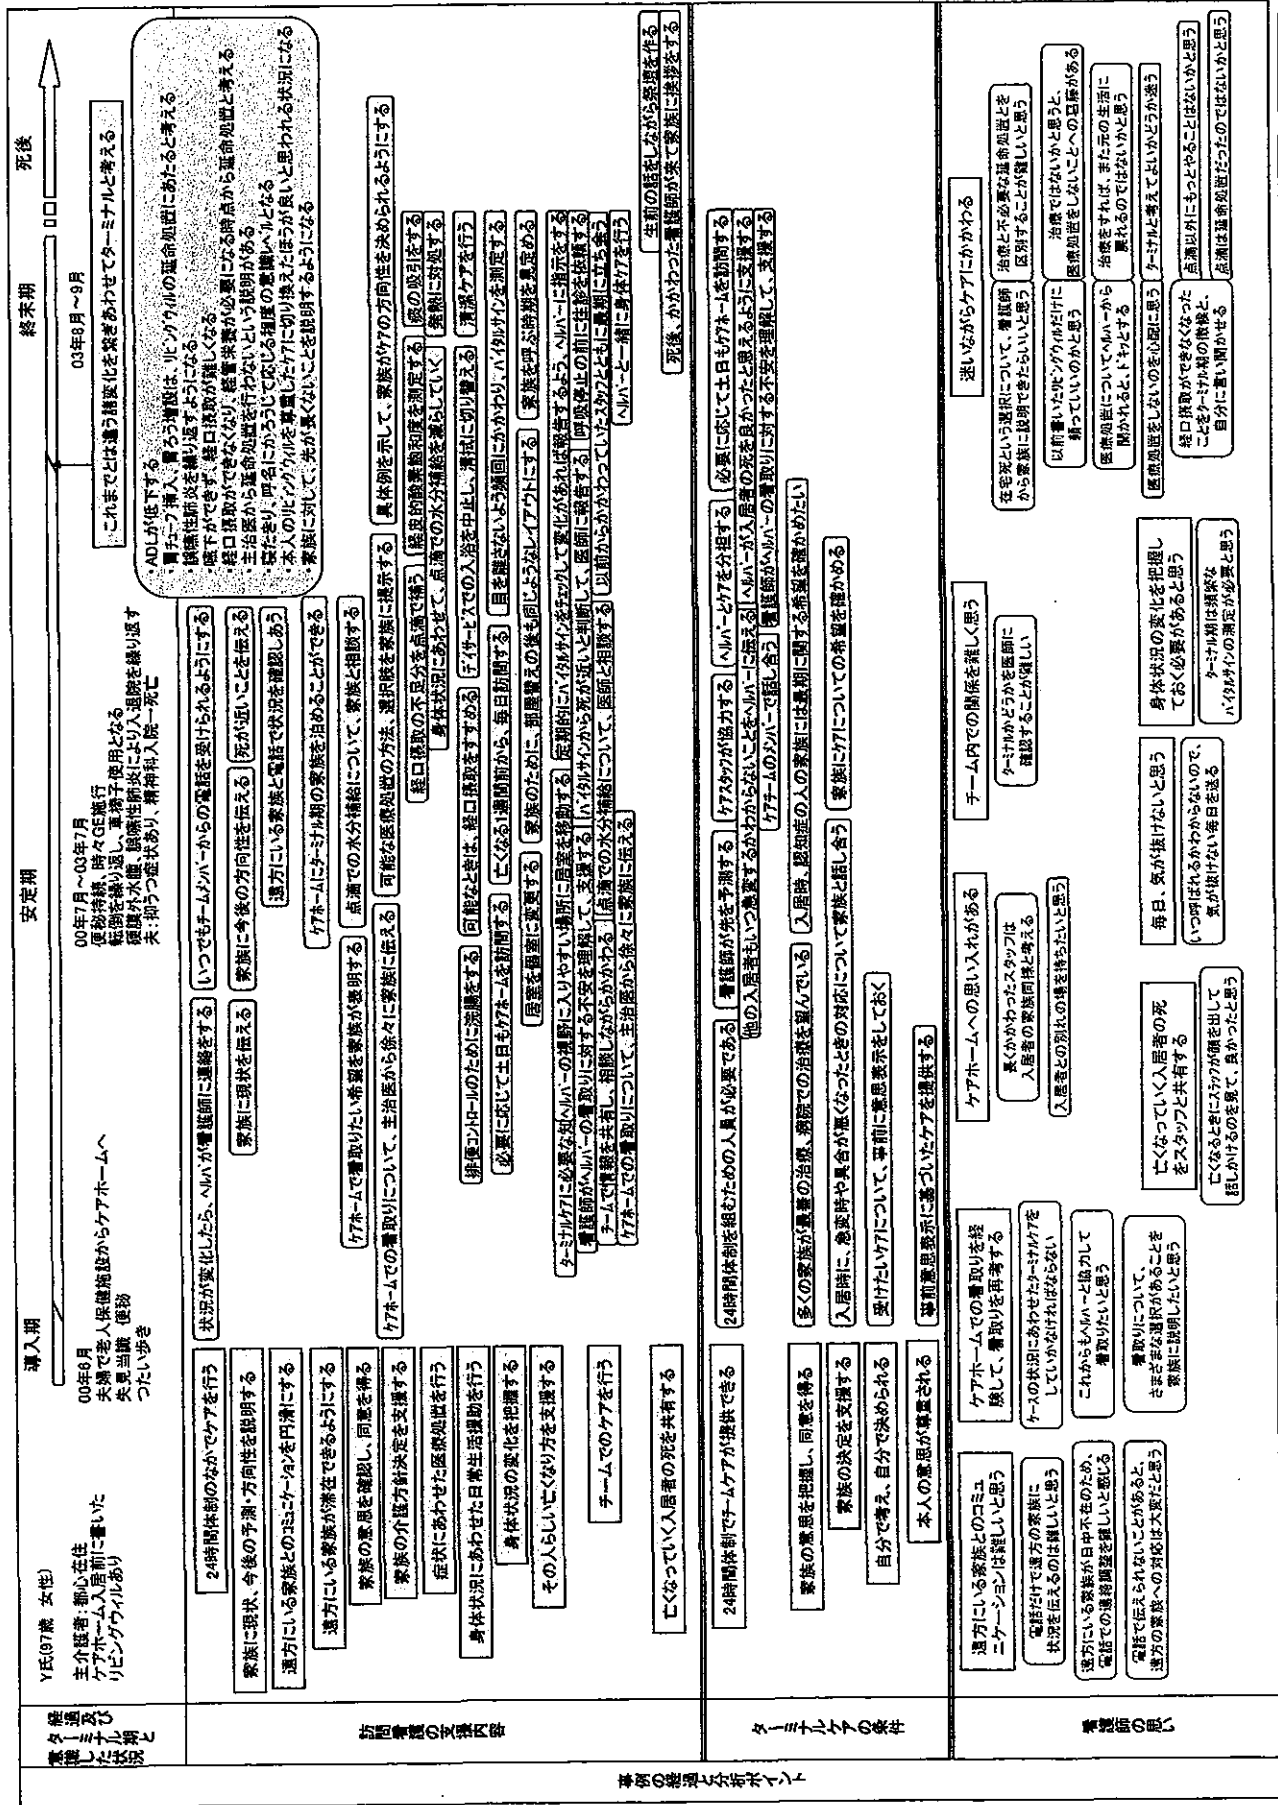 事例の経過と分析ポイント
経過及び
ターミナル期と
意識した状況
Y氏(97歳 女性)
主介護者:都心在住
ケアホーム入居前に書いた
リビングウィルあり
導入期
安定期
終末期
死後
00年6月
夫婦で老人保健施設からケアホームへ
失見当識 便秘
つたい歩き
00年7月~03年7月
便秘持続、時々GE施行
転倒を繰り返し、車椅子使用となる
硬膜外水腫、誤嚥性肺炎により入退院を繰り返す
夫:抑うつ症状あり、精神科入院→死亡
03年8月~9月
これまでとは違う諸変化を繋ぎあわせてターミナルと考える
・ADLが低下する
・胃チューブ挿入、胃ろう増設は、リビングウィルの延命処置にあたると考える
・誤嚥性肺炎を繰り返すようになる
・嚥下ができず、経口摂取が難しくなる
・経口摂取ができなくなり、経管栄養が必要になる時点から延命処置と考える
・主治医から延命処置を行わないという説明がある
・寝たきり、呼名にかろうじて応じる程度の意識レベルとなる
・本人のリビングウィルを尊重したケアに切り換えたほうが良いと思われる状況になる
・家族に対して、先が長くないことを説明するようになる
訪問看護の支援内容
24時間体制のなかでケアを行う
状況が変化したら、ヘルパーが看護師に連絡をする
いつでもチームメンバーからの電話を受けられるようにする
家族に現状、今後の予測・方向性を説明する
家族に現状を伝える
家族に今後の方向性を伝える
死が近いことを伝える
遠方にいる家族とのコミュニケーションを円滑にする
遠方にいる家族と電話で状況を確認しあう
遠方にいる家族が滞在できるようにする
ケアホームにターミナル期の家族を泊めることができる
家族の意思を確認し、同意を得る
ケアホームで看取りたい希望を家族が表明する
点滴での水分補給について、家族と相談する
家族の介護方針決定を支援する
ケアホームでの看取りについて、主治医から徐々に家族に伝える
可能な医療処置の方法、選択肢を家族に提示する
具体例を示して、家族がケアの方向性を決められるようにする
症状にあわせた医療処置を行う
経口摂取の不足分を点滴で補う
経皮的酸素飽和度を測定する
痰の吸引をする
身体状況にあわせて、点滴での水分補給を減らしていく
発熱に対処する
身体状況にあわせた日常生活援助を行う
排便コントロールのために浣腸をする
可能なときは、経口摂取をすすめる
デイサービスでの入浴を中止し、清拭に切り替える
清潔ケアを行う
身体状況の変化を把握する
必要に応じて土日もケアホームを訪問する
亡くなる1週間前から、毎日訪問する
目を離さないよう頻回にかかわり、バイタルサインを測定する
その人らしい亡くなり方を支援する
居室を個室に変更する
家族のために、部屋替えの後も同じようなレイアウトにする
家族を呼ぶ時期を見定める
チームでのケアを行う
ターミナルケアに必要な知
ヘルパーの視野に入りやすい場所に居室を移動する
定期的にバイタルサインをチェックして変化があれば報告するよう、ヘルパーに指示をする
看護師がヘルパーの看取りに対する不安を理解して、支援する
バイタルサインから死が近いと判断して、医師に報告する
呼吸停止の前に往診を依頼する
チームで情報を共有し、相談しながらかかわる
点滴での水分補給について、医師と相談する
以前からかかわっていたスタッフとともに最期に立ち会う
ケアホームでの看取りについて、主治医から徐々に家族に伝える
ヘルパーと一緒に身体ケアを行う
亡くなっていく入居者の死を共有する
生前の話をしながら祭壇を作る
死後、かかわった看護師が来て家族に挨拶をする
ターミナルケアの条件
24時間体制でチームケアが提供できる
24時間体制を組むための人員が必要である
看護師が先を予測する
ケアスタッフが協力する
ヘルパーとケアを分担する
必要に応じて土日もケアホームを訪問する
他の入居者もいつ急変するかわからないことをヘルパーに伝える
ヘルパーが入居者の死を良かったと思えるように支援する
ケアチームのメンバーで話し合う
看護師がヘルパーの看取りに対する不安を理解して、支援する
家族の意思を把握し、同意を得る
多くの家族が最善の治療、病院での治療を望んでいる
入居時、認知症の人の家族には最期に関する希望を確かめたい
家族の決定を支援する
入居時に、急変時や具合が悪くなったときの対応について家族と話し合う
家族にケアについての希望を確かめる
自分で考え、自分で決められる
受けたいケアについて、事前に意思表示をしておく
本人の意思が尊重される
事前意思表示に基づいたケアを提供する
看護師の思い
遠方にいる家族とのコミュ
ニケーションは難しいと思う
電話だけで遠方の家族に
状況を伝えるのは難しいと思う
遠方にいる家族が日中不在のため、
電話での連絡調整を難しいと感じる
電話で伝えられないことがあると、
遠方の家族への対応は大変だと思う
ケアホームでの看取りを経
験して、看取りを再考する
ケースの状況にあわせたターミナルケアを
していかなければならない
これからもヘルパーと協力して
看取りたいと思う
看取りについて、
さまざまな選択があることを
家族に説明したいと思う
ケアホームへの思い入れがある
長くかかわったスタッフは
入居者の家族同様と考える
入居者との別れの場を持ちたいと思う
亡くなっていく入居者の死
をスタッフと共有する
亡くなるときにスタッフが顔を出して
話しかけるのを見て、良かったと思う
チーム内での関係を難しく思う
ターミナルかどうかを医師に
確認することが難しい
毎日、気が抜けないと思う
いつ呼ばれるかわからないので、
気が抜けない毎日を送る
身体状況の変化を把握し
ておく必要があると思う
ターミナル期は頻繁な
バイタルサインの測定が必要と思う
迷いながらケアにかかわる
在宅死という選択について、看護師
から家族に説明できたらいいと思う
以前書いたリビングウィルだけに
頼っていいのかと思う
医療処置についてヘルパーから
聞かれると、ドキッとする
医療処置をしないのを心配に思う
経口摂取ができなくなった
ことをターミナル期の徴候と、
自分に言い聞かせる
治療と不必要な延命処置とを
区別することが難しいと思う
治療ではないかと思うと、
医療処置をしないことへの葛藤がある
治療をすれば、また元の生活に
戻れるのではないかと思う
ターミナルと考えてよいかどうか迷う
点滴以外にもっとやることはないかと思う
点滴は延命処置だったのではないかと思う